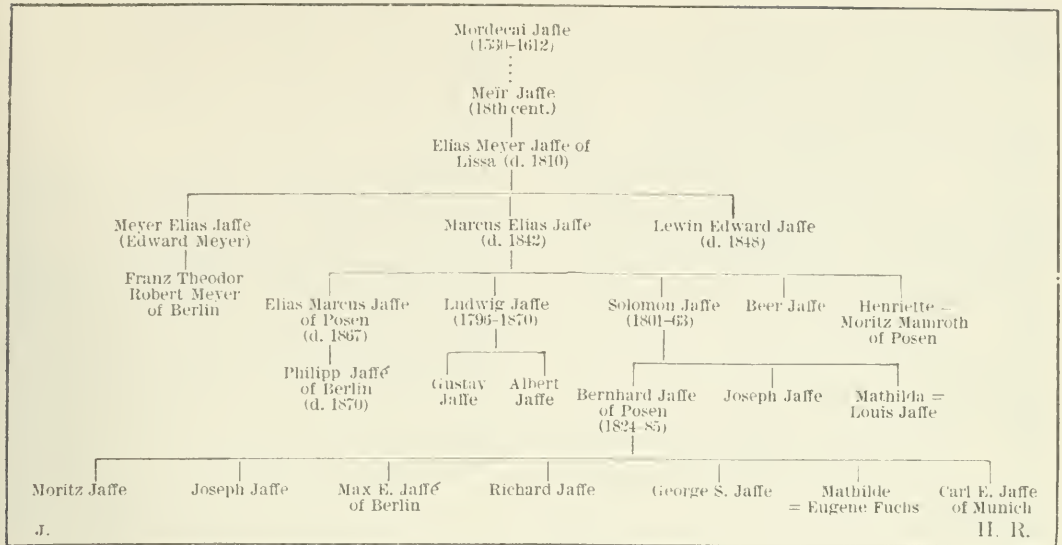 Mordecai Jaffe
(1530-1612)
Meïr Jaffe
(18th cent.)
Elias Meyer Jaffe of
Lissa (d. 1810)
Meyer Elias Jaffe
(Edward Meyer)
Marcus Elias Jaffe
(d. 1842)
Lewin Edward Jaffe
(d. 1848)
Franz Theodor
Robert Meyer
of Berlin
Elias Marcus Jaffe
of Posen
(d. 1867)
Ludwig Jaffe
(1796-1870)
Solomon Jaffe
(1801-63)
Beer Jaffe
Henriette =
Moritz Mamroth
of Posen
Philipp Jaffé
of Berlin
(d. 1870)
Gustav
Jaffe
Albert
Jaffe
Bernhard Jaffe
of Posen
(1824-85)
Joseph Jaffe
Mathilda =
Louis Jaffe
Moritz Jaffe
Joseph Jaffe
Max E. Jaffé
of Berlin
Richard Jaffe
George S. Jaffe
Mathilde
= Eugene Fuchs
Carl E. Jaffe
of Munich
J.
H. R.